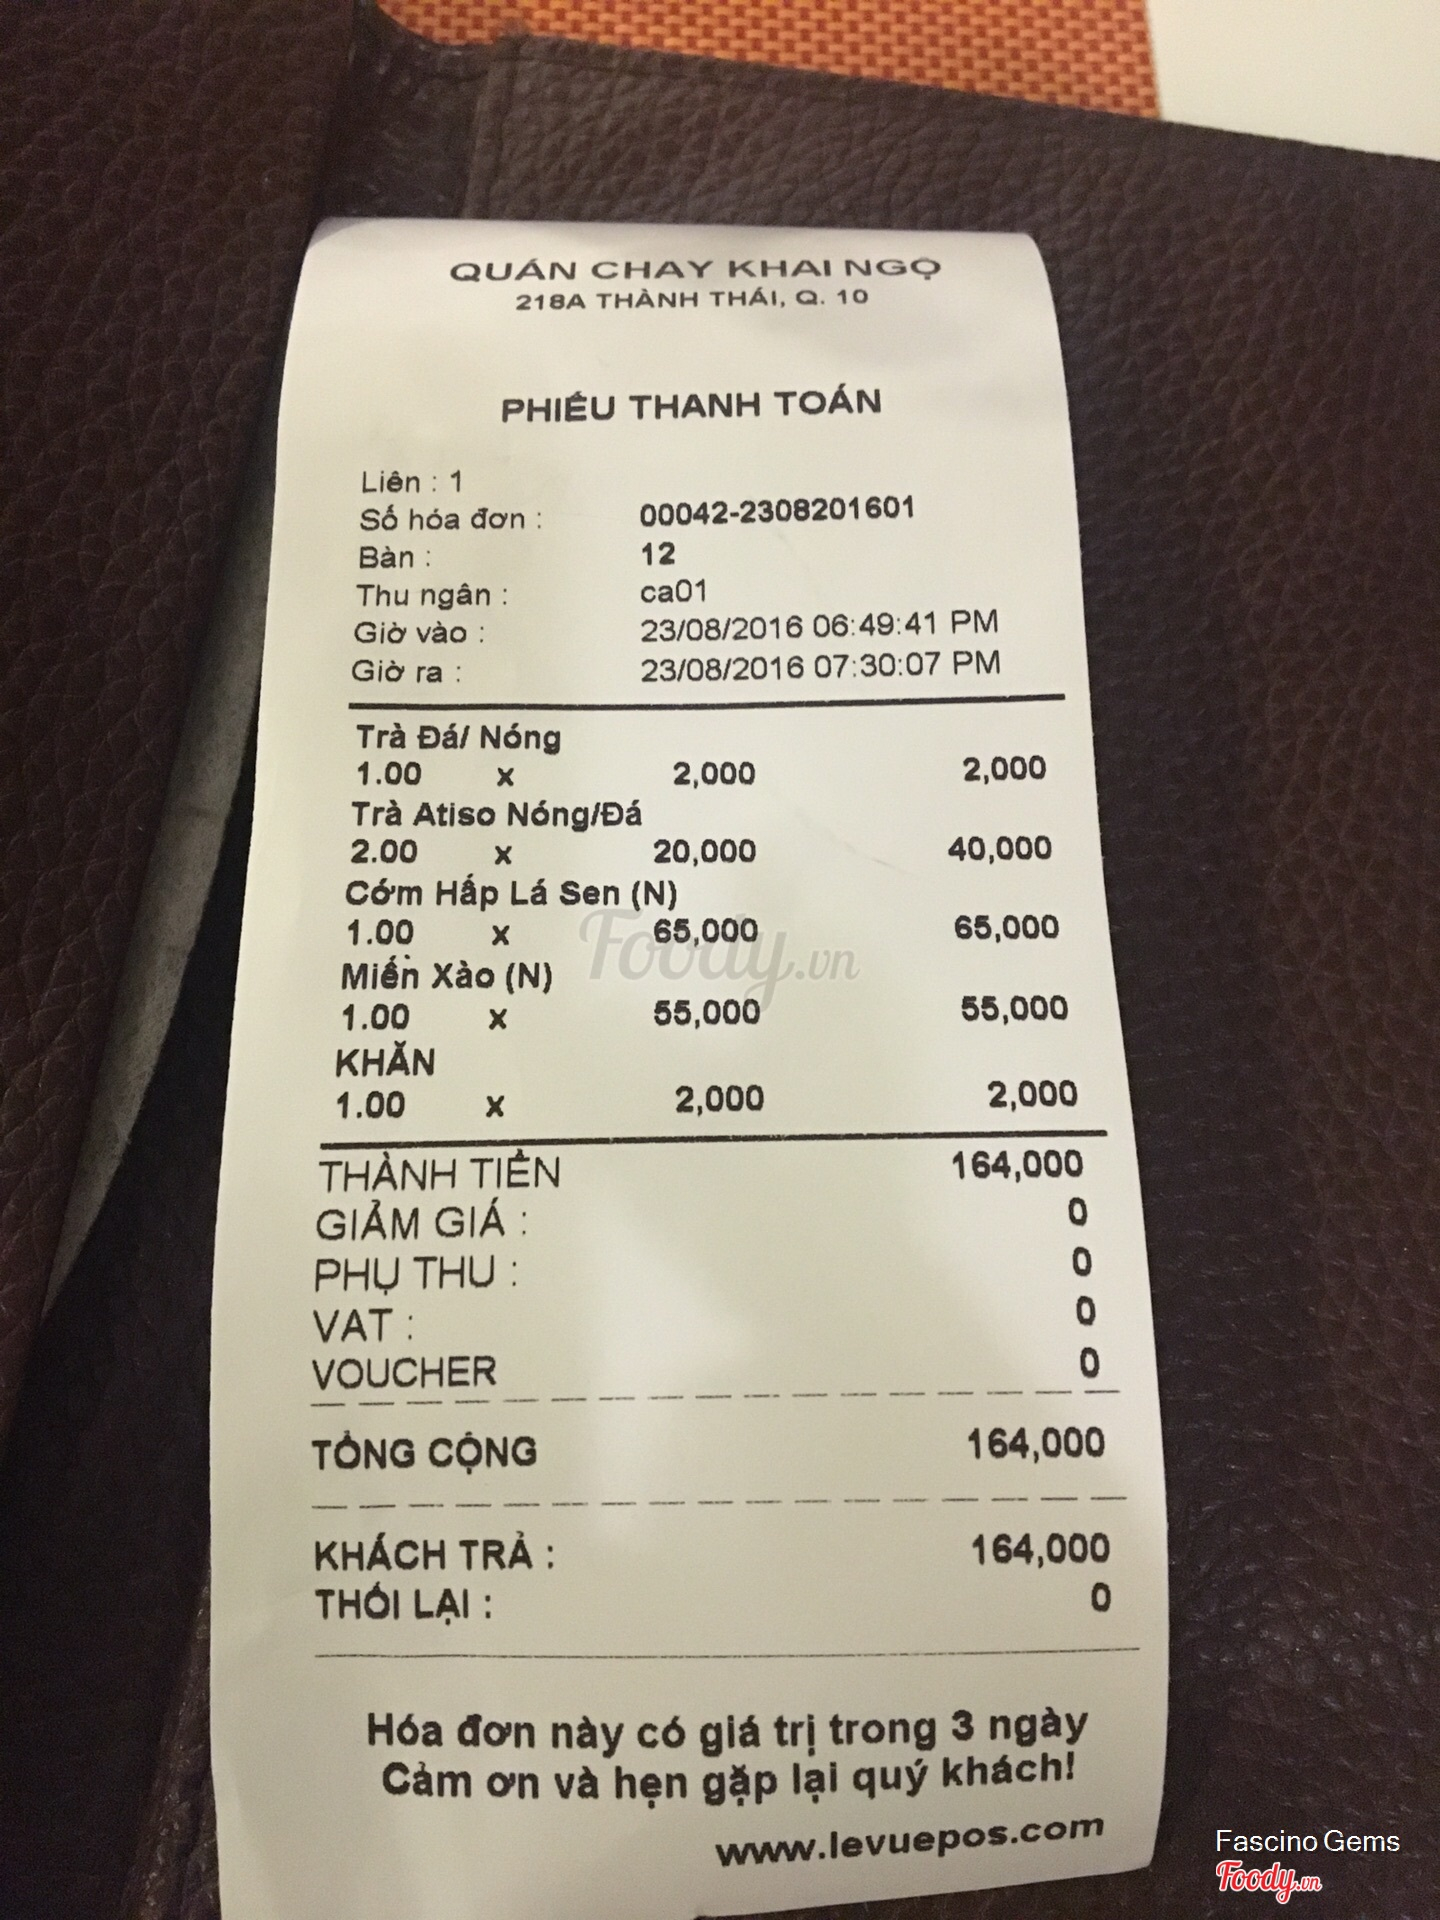 QUÁN CHAY KHAI NGỌ
218A THÀNH THÁI, Q. 10
PHIẾU THANH TOÁN
Liên : 1
Số hóa đơn : 00042-2308201601
Bàn : 12
Thu ngân : ca01
Giờ vào : 23/08/2016 06:49:41 PM
Giờ ra : 23/08/2016 07:30:07 PM
Trà Đá/ Nóng
1.00 x 2,000 2,000
Trà Atiso Nóng/Đá
2.00 x 20,000 40,000
Cớm Hấp Lá Sen (N)
1.00 x 65,000 65,000
Miến Xào (N)
1.00 x 55,000 55,000
KHĂN
1.00 x 2,000 2,000
THÀNH TIỀN 164,000
GIẢM GIÁ : 0
PHỤ THU : 0
VAT : 0
VOUCHER 0
TỔNG CỘNG 164,000
KHÁCH TRẢ : 164,000
THỐI LẠI : 0
Hóa đơn này có giá trị trong 3 ngày
Cảm ơn và hẹn gặp lại quý khách!
www.levuepos.com
Foody.vn
Fascino Gems
Foody.vn